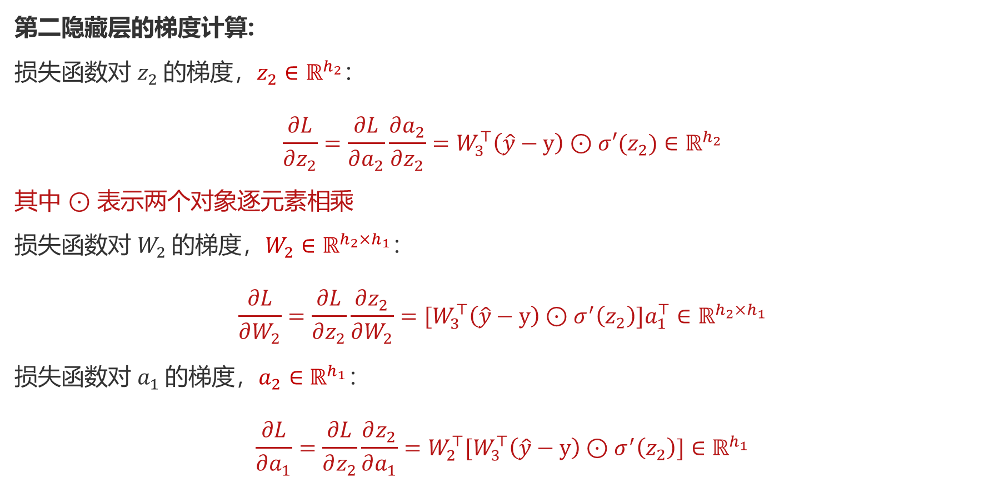 第二隐藏层的梯度计算:
损失函数对 $z_2$ 的梯度，$z_2 \in \mathbb{R}^{h_2}$：
$\frac{\partial L}{\partial z_2} = \frac{\partial L}{\partial a_2} \frac{\partial a_2}{\partial z_2} = W_3^\top(\hat{y} - \mathrm{y}) \odot \sigma'(z_2) \in \mathbb{R}^{h_2}$
其中 ⊙ 表示两个对象逐元素相乘
损失函数对 $W_2$ 的梯度，$W_2 \in \mathbb{R}^{h_2 \times h_1}$：
$\frac{\partial L}{\partial W_2} = \frac{\partial L}{\partial z_2} \frac{\partial z_2}{\partial W_2} = [W_3^\top(\hat{y} - \mathrm{y}) \odot \sigma'(z_2)]a_1^\top \in \mathbb{R}^{h_2 \times h_1}$
损失函数对 $a_1$ 的梯度，$a_2 \in \mathbb{R}^{h_1}$：
$\frac{\partial L}{\partial a_1} = \frac{\partial L}{\partial z_2} \frac{\partial z_2}{\partial a_1} = W_2^\top[W_3^\top(\hat{y} - \mathrm{y}) \odot \sigma'(z_2)] \in \mathbb{R}^{h_1}$